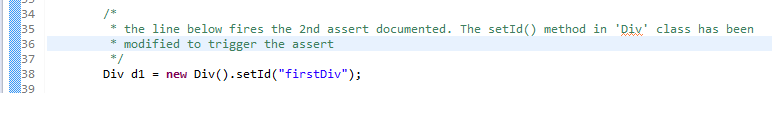 34 /*
35 * the line below fires the 2nd assert documented. The setId() method in 'Div' class has been
36 * modified to trigger the assert
37 */
38 Div d1 = new Div().setId("firstDiv");
39